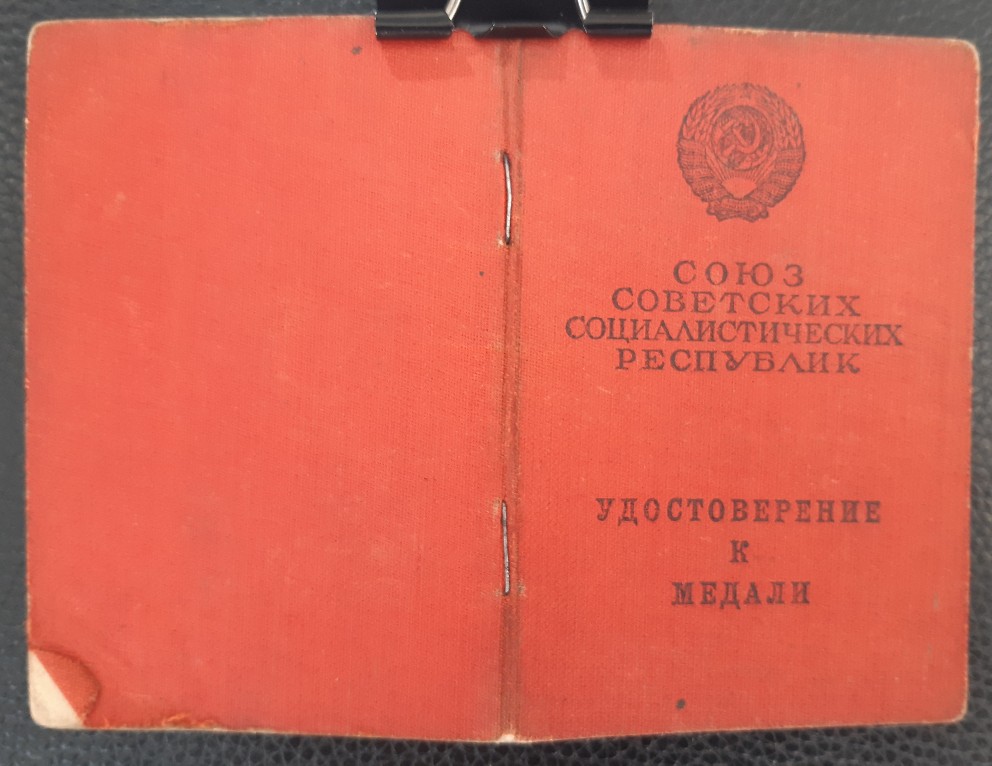 СОЮЗ
СОВЕТСКИХ
СОЦИАЛИСТИЧЕСКИХ
РЕСПУБЛИК
УДОСТОВЕРЕНИЕ
К
МЕДАЛИ